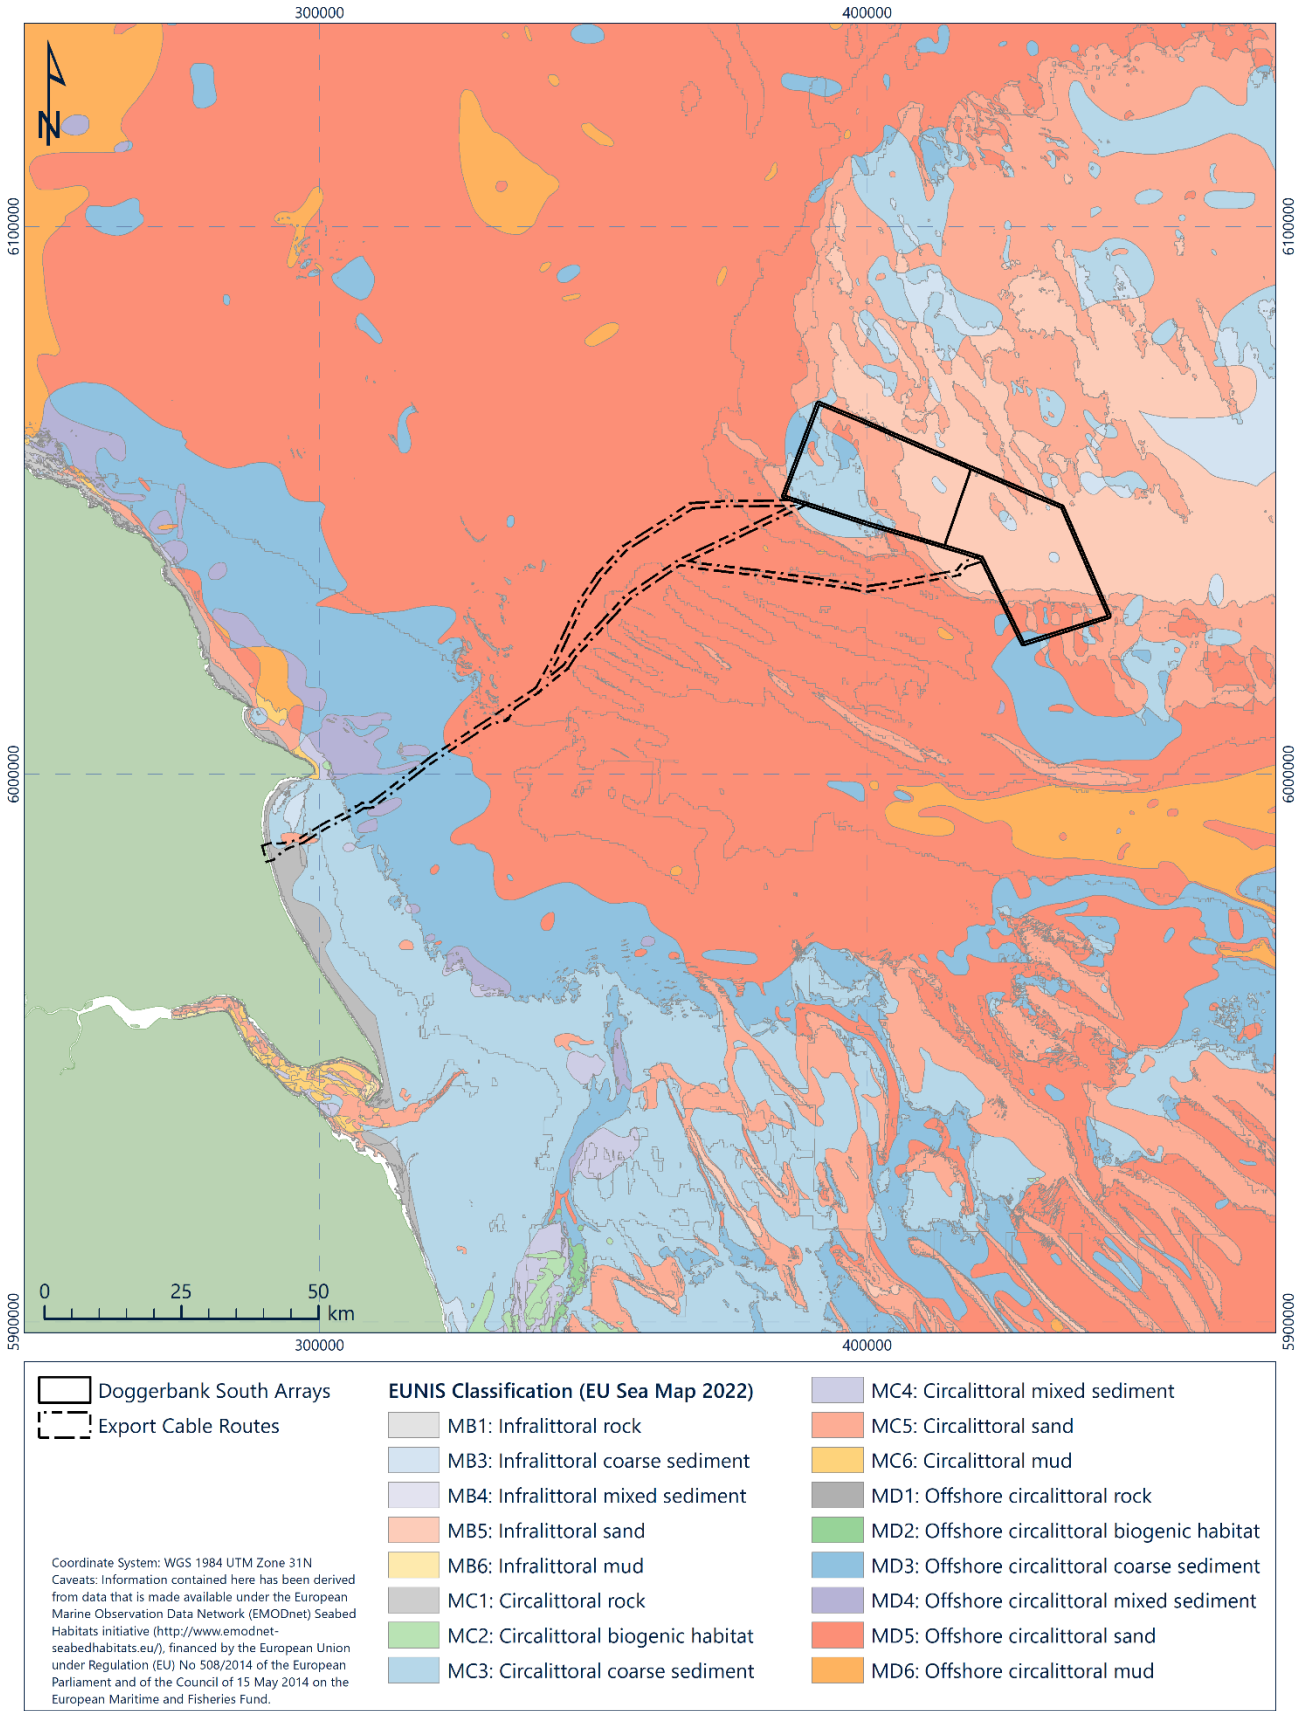 300000
400000
N
6100000
6100000
6000000
6000000
0
25
50
km
5900000
5900000
300000
400000
Doggerbank South Arrays
Export Cable Routes
EUNIS Classification (EU Sea Map 2022)
MB1: Infralittoral rock
MB3: Infralittoral coarse sediment
MB4: Infralittoral mixed sediment
MB5: Infralittoral sand
MB6: Infralittoral mud
MC1: Circalittoral rock
MC2: Circalittoral biogenic habitat
MC3: Circalittoral coarse sediment
MC4: Circalittoral mixed sediment
MC5: Circalittoral sand
MC6: Circalittoral mud
MD1: Offshore circalittoral rock
MD2: Offshore circalittoral biogenic habitat
MD3: Offshore circalittoral coarse sediment
MD4: Offshore circalittoral mixed sediment
MD5: Offshore circalittoral sand
MD6: Offshore circalittoral mud
Coordinate System: WGS 1984 UTM Zone 31N
Caveats: Information contained here has been derived
from data that is made available under the European
Marine Observation Data Network (EMODnet) Seabed
Habitats initiative (http://www.emodnet-
seabedhabitats.eu/), financed by the European Union
under Regulation (EU) No 508/2014 of the European
Parliament and of the Council of 15 May 2014 on the
European Maritime and Fisheries Fund.